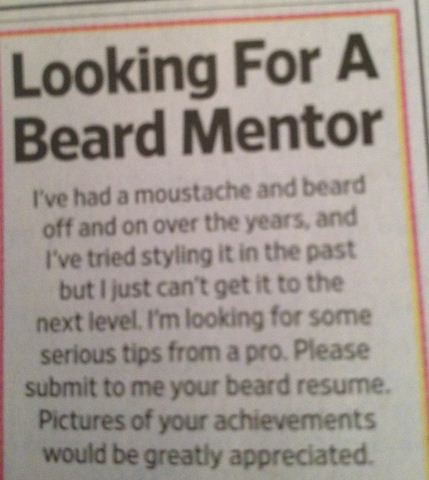 Looking For A
Beard Mentor
I've had a moustache and beard
off and on over the years, and
I've tried styling it in the past
but I just can't get it to the
next level. I'm looking for some
serious tips from a pro. Please
submit to me your beard resume.
Pictures of your achievements
would be greatly appreciated.